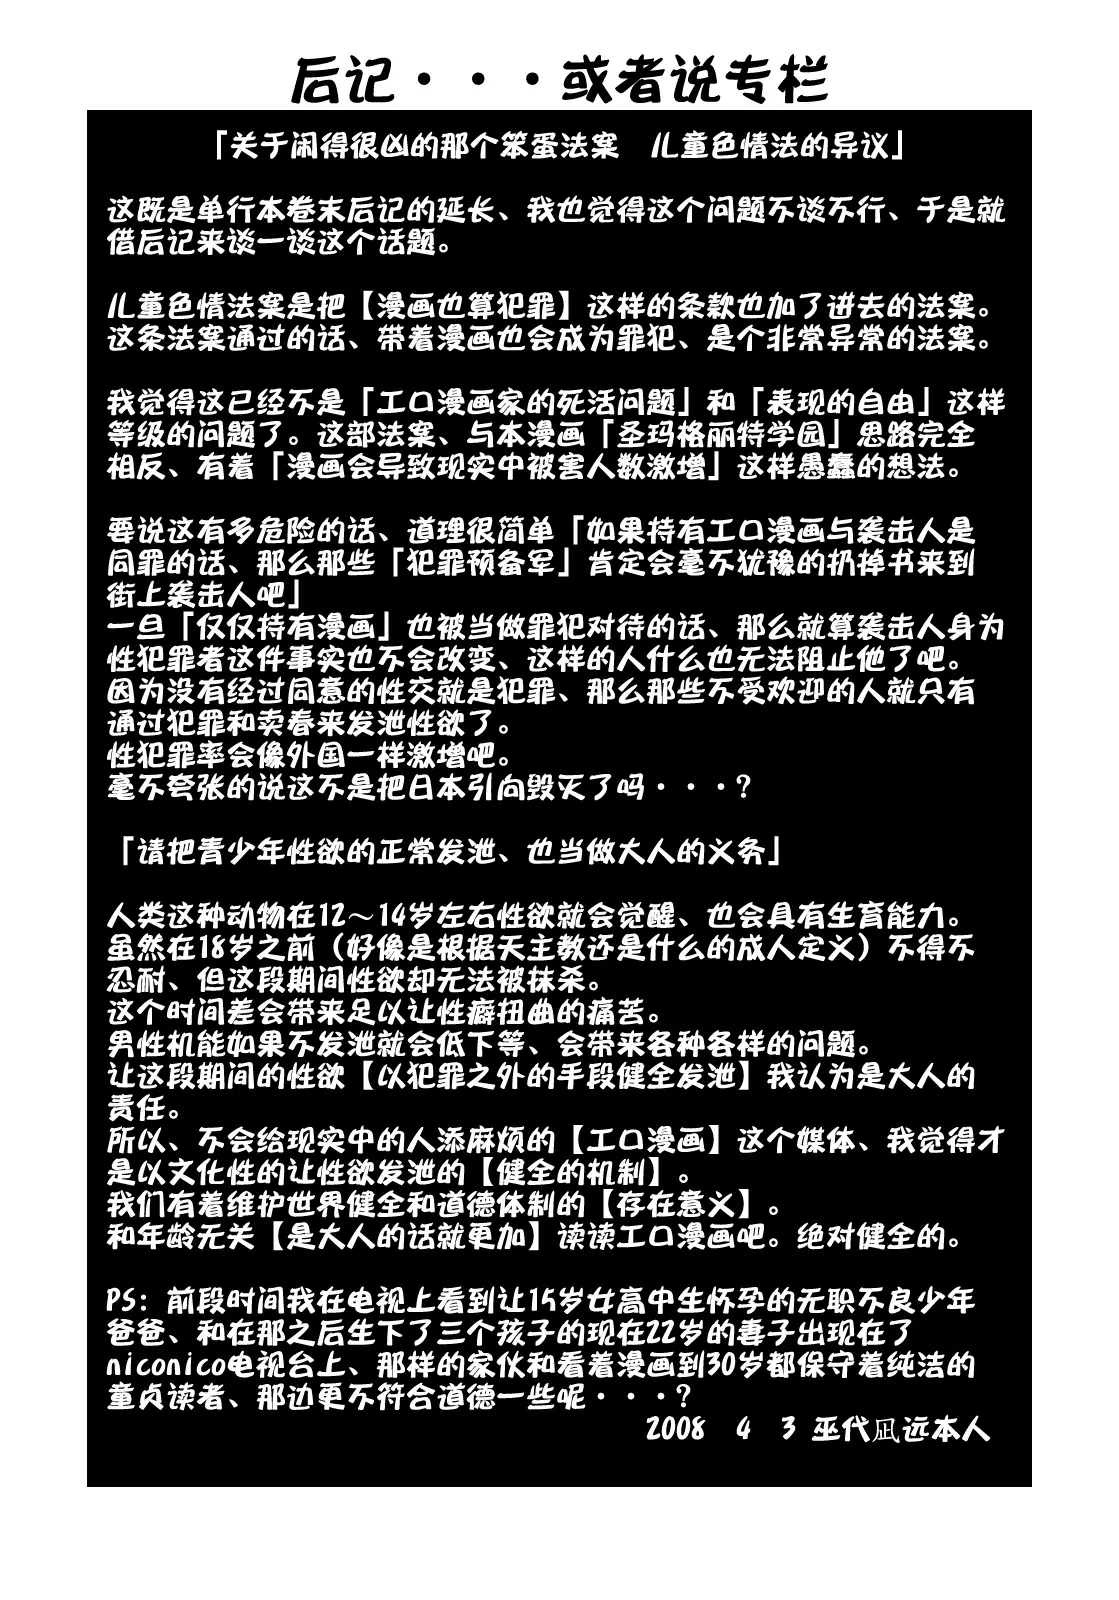 后记・・・或者说专栏
「关于闹得很凶的那个笨蛋法案　儿童色情法的异议」
这既是单行本卷末后记的延长、我也觉得这个问题不谈不行、于是就
借后记来谈一谈这个话题。
儿童色情法案是把【漫画也算犯罪】这样的条款也加了进去的法案。
这条法案通过的话、带着漫画也会成为罪犯、是个非常异常的法案。
我觉得这已经不是「工口漫画家的死活问题」和「表现的自由」这样
等级的问题了。这部法案、与本漫画「圣玛格丽特学园」思路完全
相反、有着「漫画会导致现实中被害人数激增」这样愚蠢的想法。
要说这有多危险的话、道理很简单「如果持有工口漫画与袭击人是
同罪的话、那么那些「犯罪预备军」肯定会毫不犹豫的扔掉书来到
街上袭击人吧」
一旦「仅仅持有漫画」也被当做罪犯对待的话、那么就算袭击人身为
性犯罪者这件事实也不会改变、这样的人什么也无法阻止他了吧。
因为没有经过同意的性交就是犯罪、那么那些不受欢迎的人就只有
通过犯罪和卖春来发泄性欲了。
性犯罪率会像外国一样激增吧。
毫不夸张的说这不是把日本引向毁灭了吗・・・?
「请把青少年性欲的正常发泄、也当做大人的义务」
人类这种动物在12～14岁左右性欲就会觉醒、也会具有生育能力。
虽然在18岁之前（好像是根据天主教还是什么的成人定义）不得不
忍耐、但这段期间性欲却无法被抹杀。
这个时间差会带来足以让性癖扭曲的痛苦。
男性机能如果不发泄就会低下等、会带来各种各样的问题。
让这段期间的性欲【以犯罪之外的手段健全发泄】我认为是大人的
责任。
所以、不会给现实中的人添麻烦的【工口漫画】这个媒体、我觉得才
是以文化性的让性欲发泄的【健全的机制】。
我们有着维护世界健全和道德体制的【存在意义】。
和年龄无关【是大人的话就更加】读读工口漫画吧。绝对健全的。
PS：前段时间我在电视上看到让15岁女高中生怀孕的无职不良少年
爸爸、和在那之后生下了三个孩子的现在22岁的妻子出现在了
niconico电视台上、那样的家伙和看着漫画到30岁都保守着纯洁的
童贞读者、那边更不符合道德一些呢・・・?
2008　4　3 巫代凪远本人